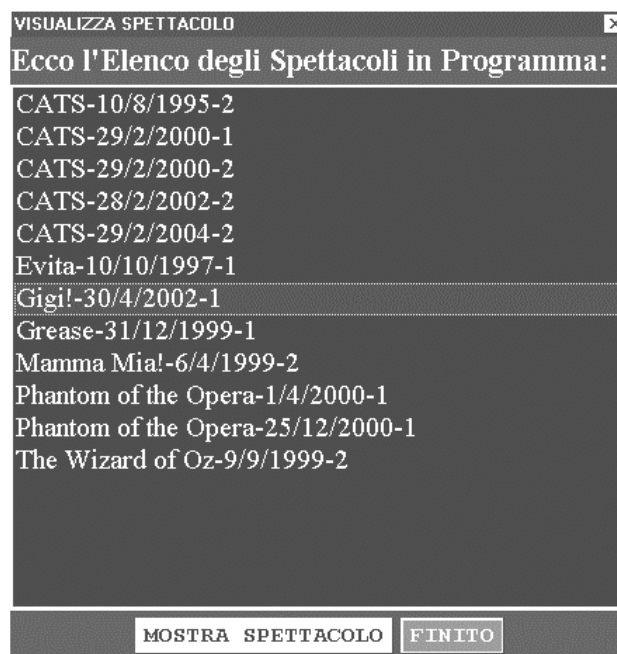 VISUALIZZA SPETTACOLO
Ecco l'Elenco degli Spettacoli in Programma:
CATS-10/8/1995-2
CATS-29/2/2000-1
CATS-29/2/2000-2
CATS-28/2/2002-2
CATS-29/2/2004-2
Evita-10/10/1997-1
Gigi!-30/4/2002-1
Grease-31/12/1999-1
Mamma Mia!-6/4/1999-2
Phantom of the Opera-1/4/2000-1
Phantom of the Opera-25/12/2000-1
The Wizard of Oz-9/9/1999-2
MOSTRA SPETTACOLO FINITO